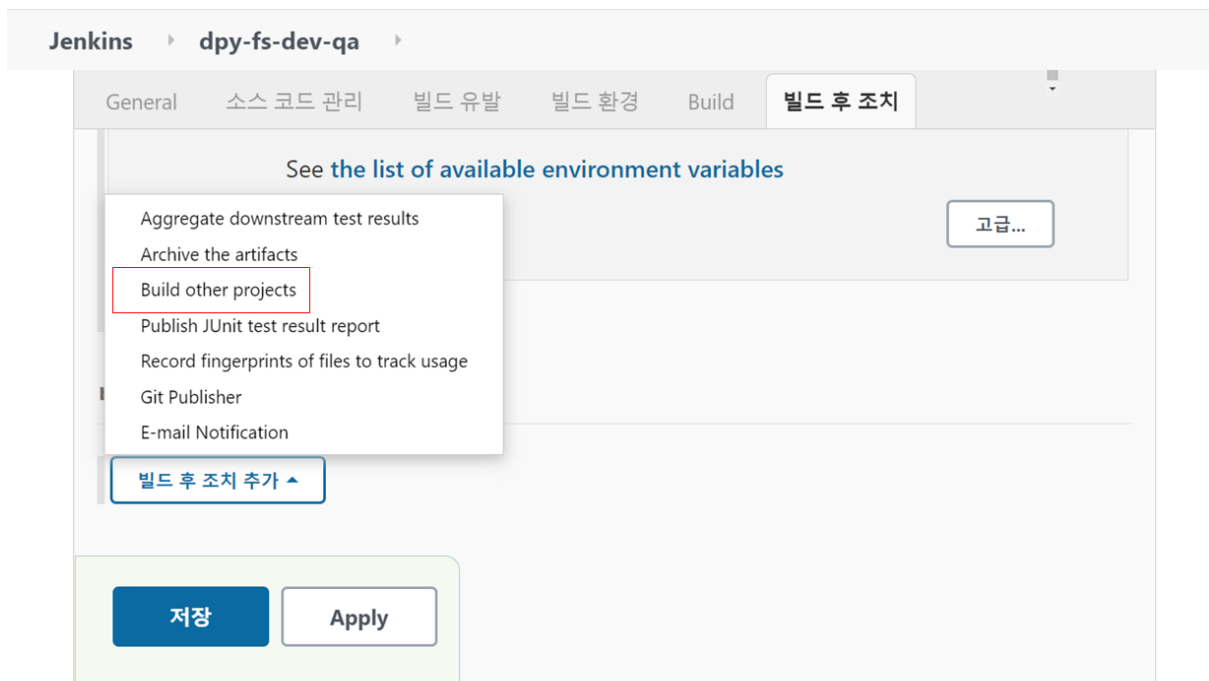 Jenkins dpy-fs-dev-qa
General 소스 코드 관리 빌드 유발 빌드 환경 Build 빌드 후 조치
See the list of available environment variables
고급...
Aggregate downstream test results
Archive the artifacts
Build other projects
Publish JUnit test result report
Record fingerprints of files to track usage
Git Publisher
E-mail Notification
빌드 후 조치 추가
저장 Apply